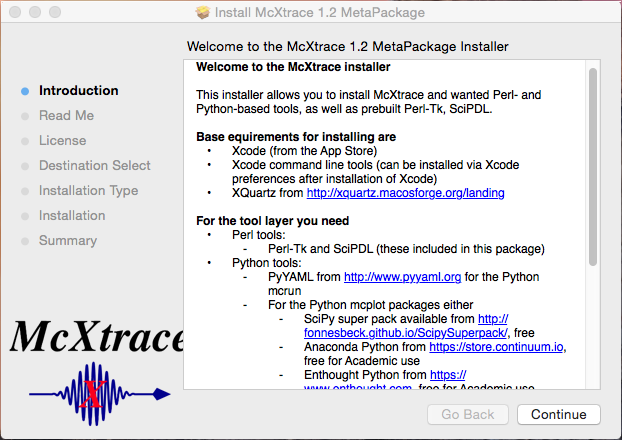 Install McXtrace 1.2 MetaPackage
Welcome to the McXtrace 1.2 MetaPackage Installer
Introduction
Read Me
License
Destination Select
Installation Type
Installation
Summary
McXtrace
X
Welcome to the McXtrace installer
This installer allows you to install McXtrace and wanted Perl- and
Python-based tools, as well as prebuilt Perl-Tk, SciPDL.
Base equirements for installing are
• Xcode (from the App Store)
• Xcode command line tools (can be installed via Xcode
preferences after installation of Xcode)
• XQuartz from http://xquartz.macosforge.org/landing
For the tool layer you need
• Perl tools:
- Perl-Tk and SciPDL (these included in this package)
• Python tools:
- PyYAML from http://www.pyyaml.org for the Python
mcrun
- For the Python mcplot packages either
- SciPy super pack available from http://
fonnesbeck.github.io/ScipySuperpack/, free
- Anaconda Python from https://store.continuum.io,
free for Academic use
- Enthought Python from https://
www.enthought.com, free for Academic use
Go Back
Continue